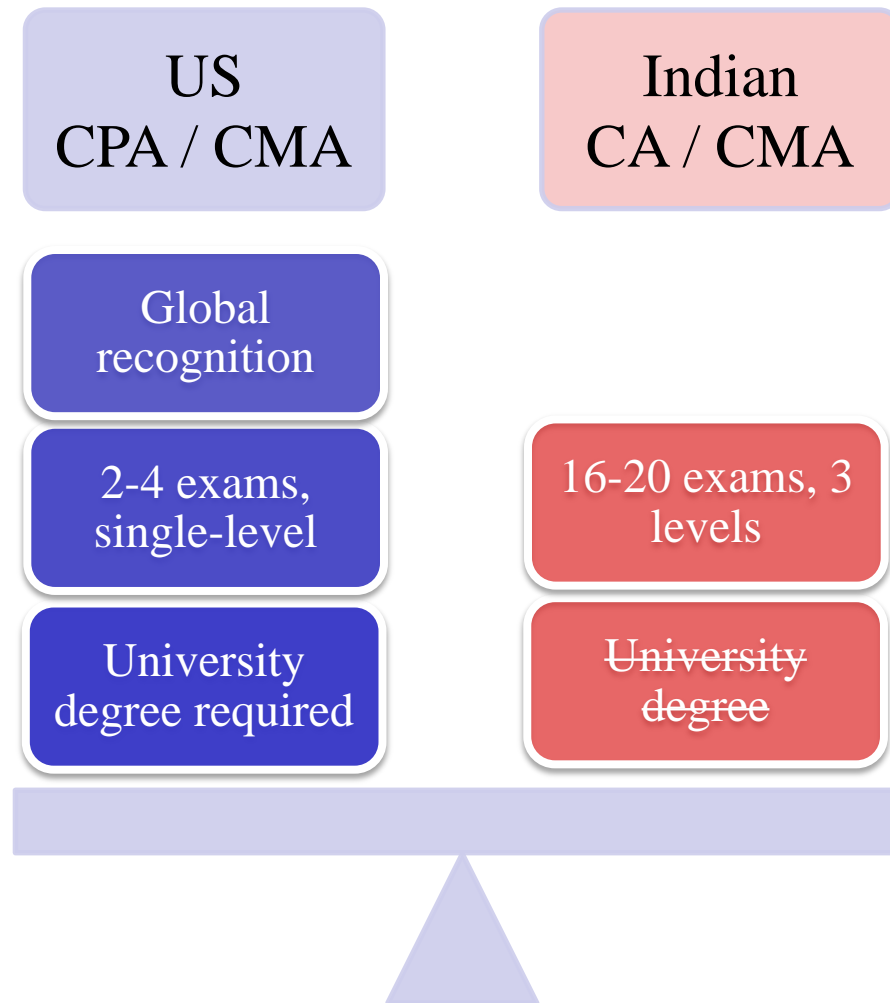 US
CPA / CMA
Indian
CA / CMA
Global
recognition
2-4 exams,
single-level
16-20 exams, 3
levels
University
degree required
University
degree